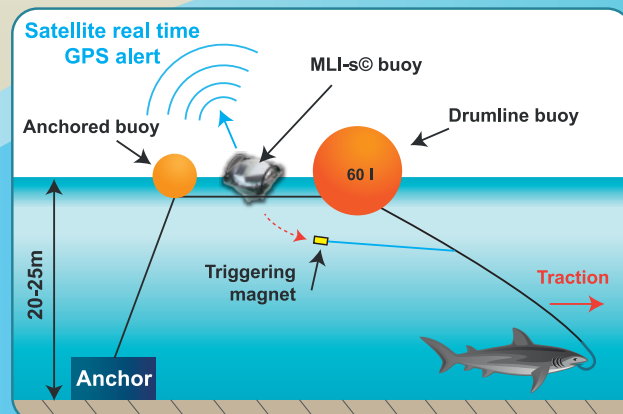 Satellite real time
GPS alert
MLI-s© buoy
Anchored buoy
Drumline buoy
60 l
20-25m
Triggering
magnet
Traction
Anchor